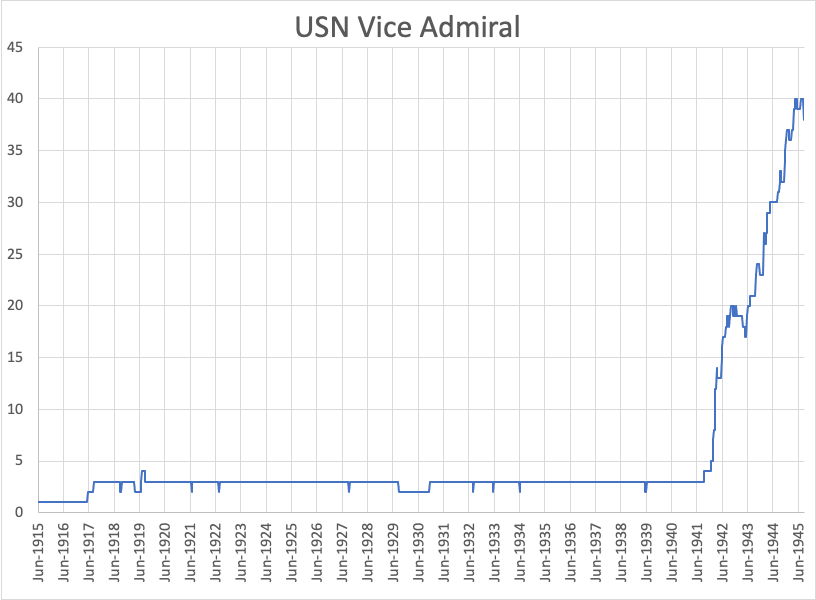 USN Vice Admiral
45
40
35
30
25
20
15
10
5
0
Jun-1915
Jun-1916
Jun-1917
Jun-1918
Jun-1919
Jun-1920
Jun-1921
Jun-1922
Jun-1923
Jun-1924
Jun-1925
Jun-1926
Jun-1927
Jun-1928
Jun-1929
Jun-1930
Jun-1931
Jun-1932
Jun-1933
Jun-1934
Jun-1935
Jun-1936
Jun-1937
Jun-1938
Jun-1939
Jun-1940
Jun-1941
Jun-1942
Jun-1943
Jun-1944
Jun-1945